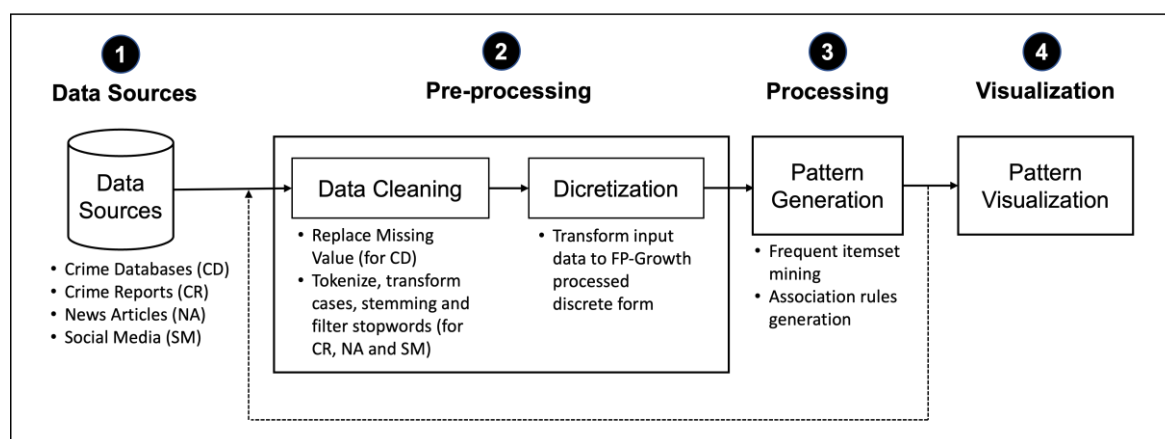 1
Data Sources
2
Pre-processing
3
Processing
4
Visualization
Data
Sources
Data Cleaning
Dicretization
Pattern
Generation
Pattern
Visualization
• Crime Databases (CD)
• Crime Reports (CR)
• News Articles (NA)
• Social Media (SM)
• Replace Missing
Value (for CD)
• Tokenize, transform
cases, stemming and
filter stopwords (for
CR, NA and SM)
• Transform input
data to FP-Growth
processed
discrete form
• Frequent itemset
mining
• Association rules
generation